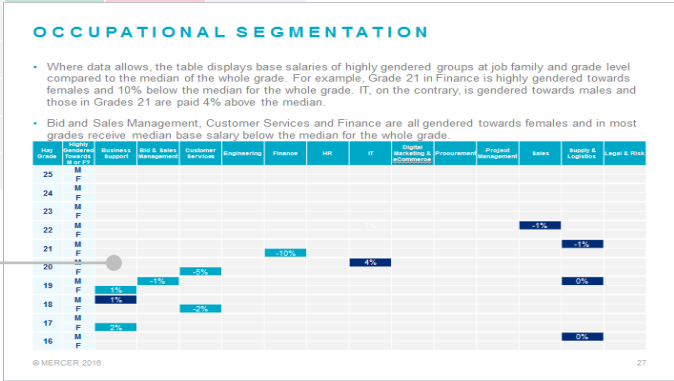 OCCUPATIONAL SEGMENTATION
• Where data allows, the table displays base salaries of highly gendered groups at job family and grade level
compared to the median of the whole grade. For example, Grade 21 in Finance is highly gendered towards
females and 10% below the median for the whole grade. IT, on the contrary, is gendered towards males and
those in Grades 21 are paid 4% above the median.
• Bid and Sales Management, Customer Services and Finance are all gendered towards females and in most
grades receive median base salary below the median for the whole grade.
Hay Grade Highly Gendered Towards M or F? Business Support Bid & Sales Management Customer Services Engineering Finance HR IT Digital Marketing & eCommerce Procurement Project Management Sales Supply & Logistics Legal & Risk
25 M
F
24 M
F
23 M
F
22 M -1%
F
21 M -1%
F -10%
20 M 4%
F -5%
19 M -1% 0%
F 1%
18 M 1%
F -2%
17 M
F 2%
16 M 0%
F
© MERCER 2016 27